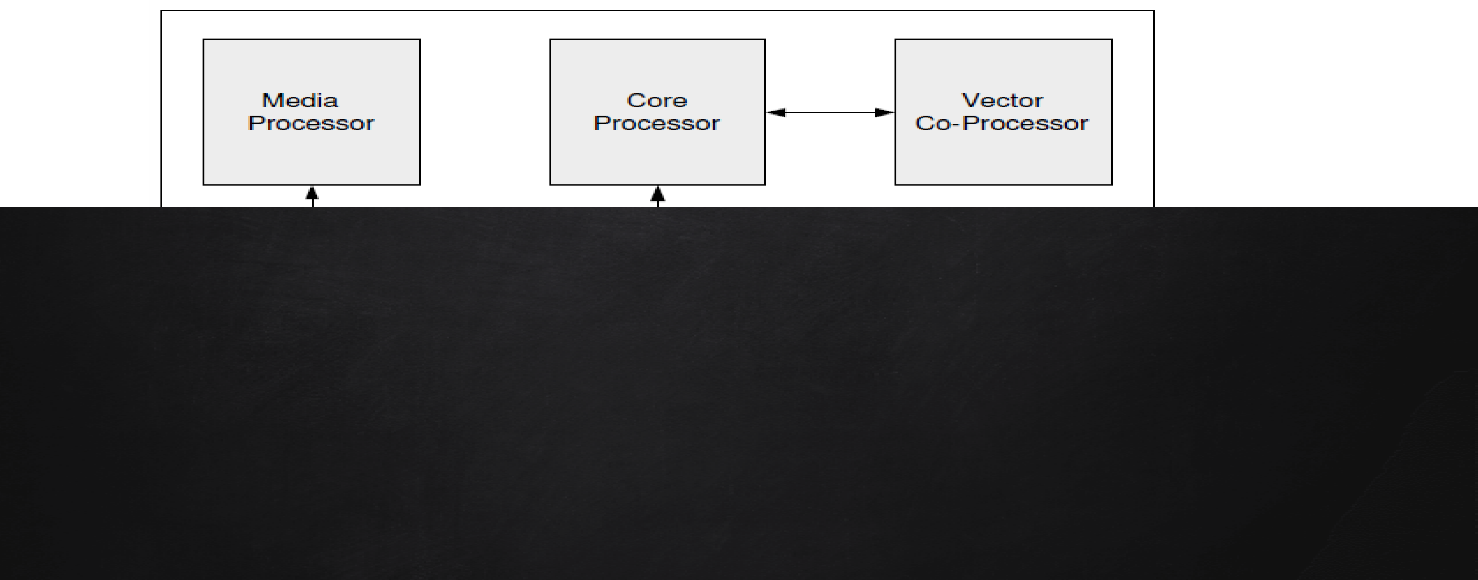 Media
Processor
Core
Processor
Vector
Co-Processor